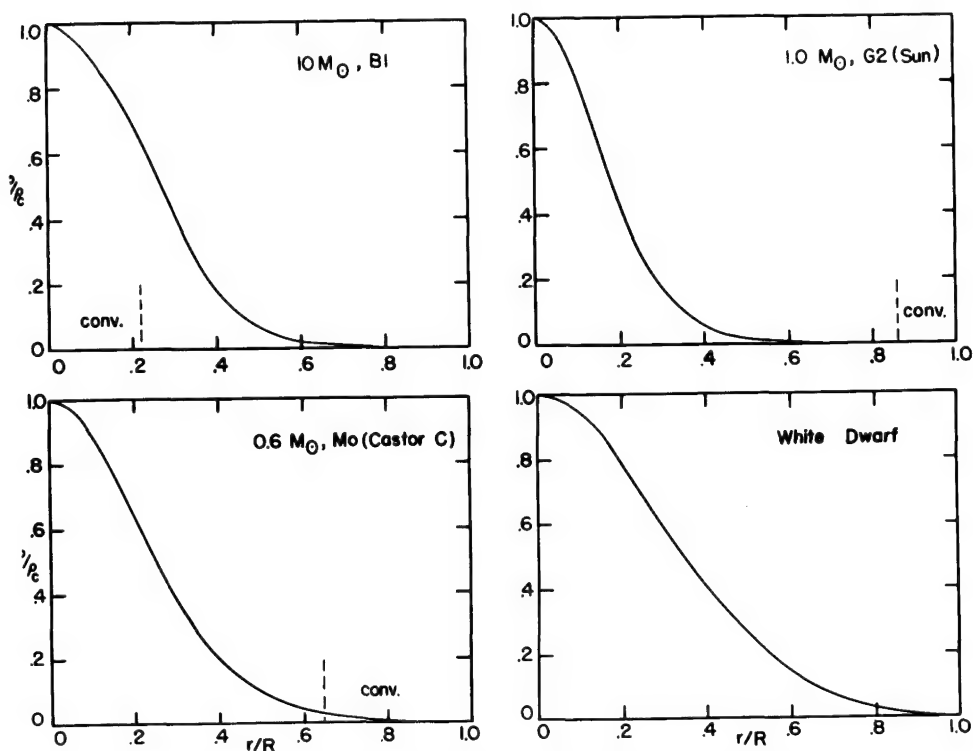 10 M⊙, B1
1.0
.8
.6
ρ/ρc
.4
.2
conv.
0
0 .2 .4 .6 .8 1.0
1.0 M⊙, G2 (Sun)
1.0
.8
.6
.4
.2
conv.
0
0 .2 .4 .6 .8 1.0
0.6 M⊙, Mo (Castor C)
1.0
.8
.6
ρ/ρc
.4
.2
conv.
0
0 .2 .4 .6 .8 1.0
r/R
White Dwarf
1.0
.8
.6
.4
.2
0
0 .2 .4 .6 .8 1.0
r/R